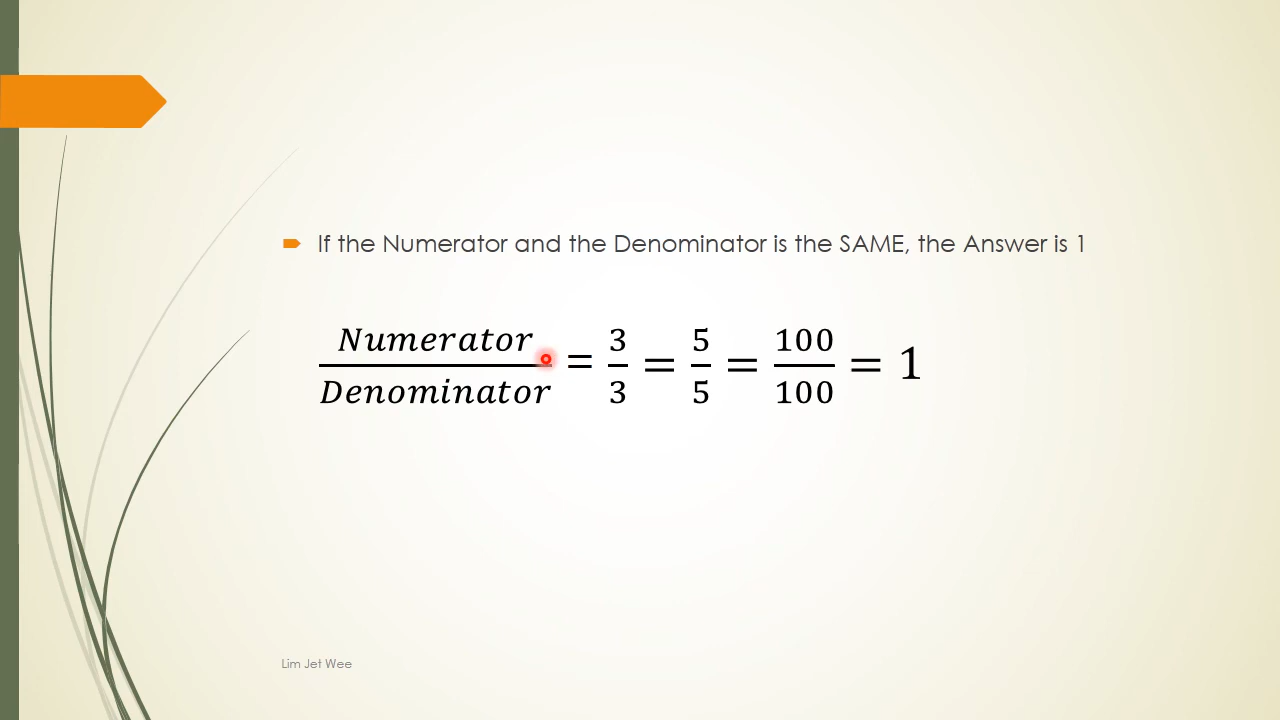 If the Numerator and the Denominator is the SAME, the Answer is 1
Numerator/Denominator = 3/3 = 5/5 = 100/100 = 1
Lim Jet Wee